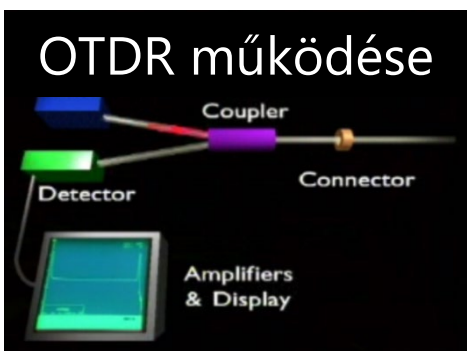 OTDR működése
Coupler
Connector
Detector
Amplifiers
& Display